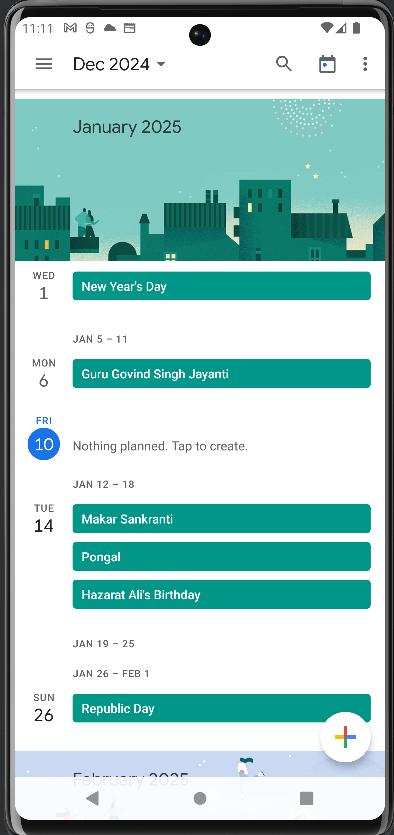 11:11
Dec 2024
January 2025
WED
1
New Year's Day
JAN 5 – 11
MON
6
Guru Govind Singh Jayanti
FRI
10
Nothing planned. Tap to create.
JAN 12 – 18
TUE
14
Makar Sankranti
Pongal
Hazarat Ali's Birthday
JAN 19 – 25
JAN 26 – FEB 1
SUN
26
Republic Day
February 2025